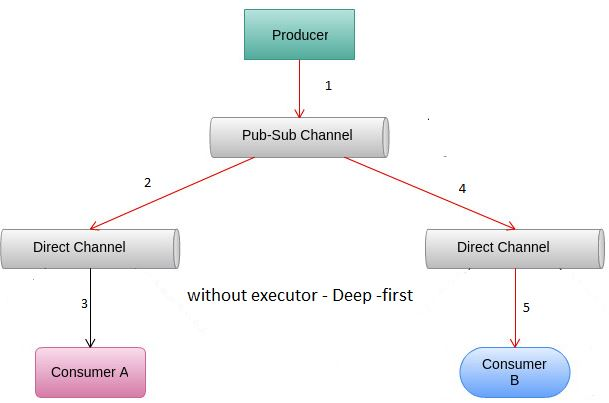 Producer
1
Pub-Sub Channel
2
4
Direct Channel
Direct Channel
without executor - Deep -first
3
5
Consumer A
Consumer
B